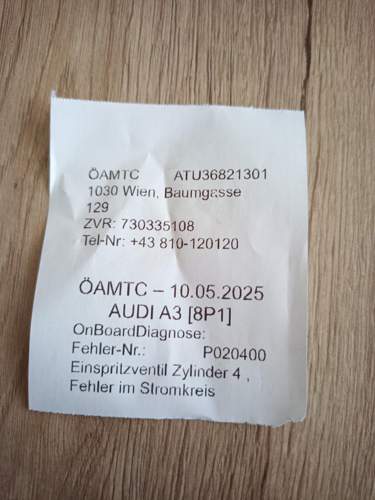 ÖAMTC ATU36821301
1030 Wien, Baumgasse
129
ZVR: 730335108
Tel-Nr: +43 810-120120
ÖAMTC – 10.05.2025
AUDI A3 [8P1]
OnBoardDiagnose:
Fehler-Nr.: P020400
Einspritzventil Zylinder 4 ,
Fehler im Stromkreis